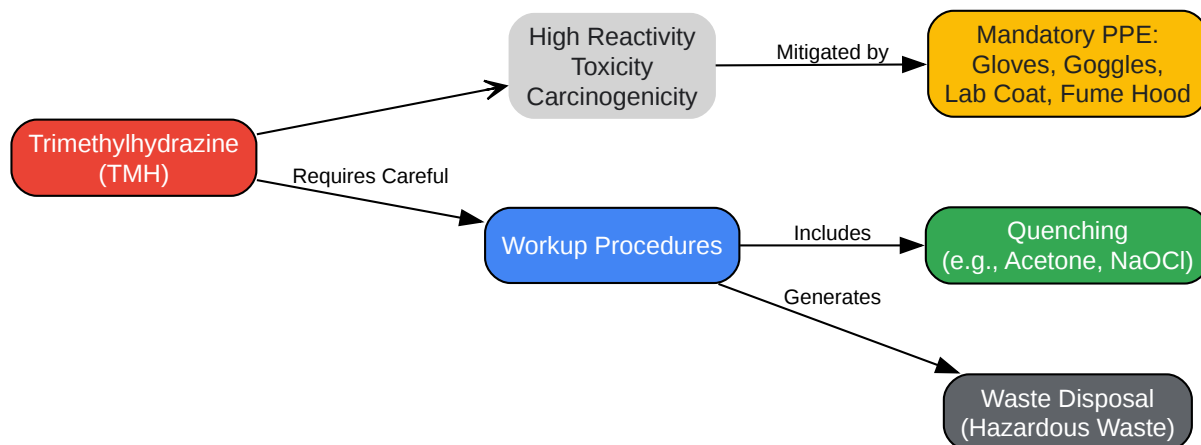 High Reactivity
Toxicity
Carcinogenicity
Mitigated by
Mandatory PPE:
Gloves, Goggles,
Lab Coat, Fume Hood
Trimethylhydrazine
(TMH)
Requires Careful
Workup Procedures
Includes
Quenching
(e.g., Acetone, NaOCl)
Generates
Waste Disposal
(Hazardous Waste)